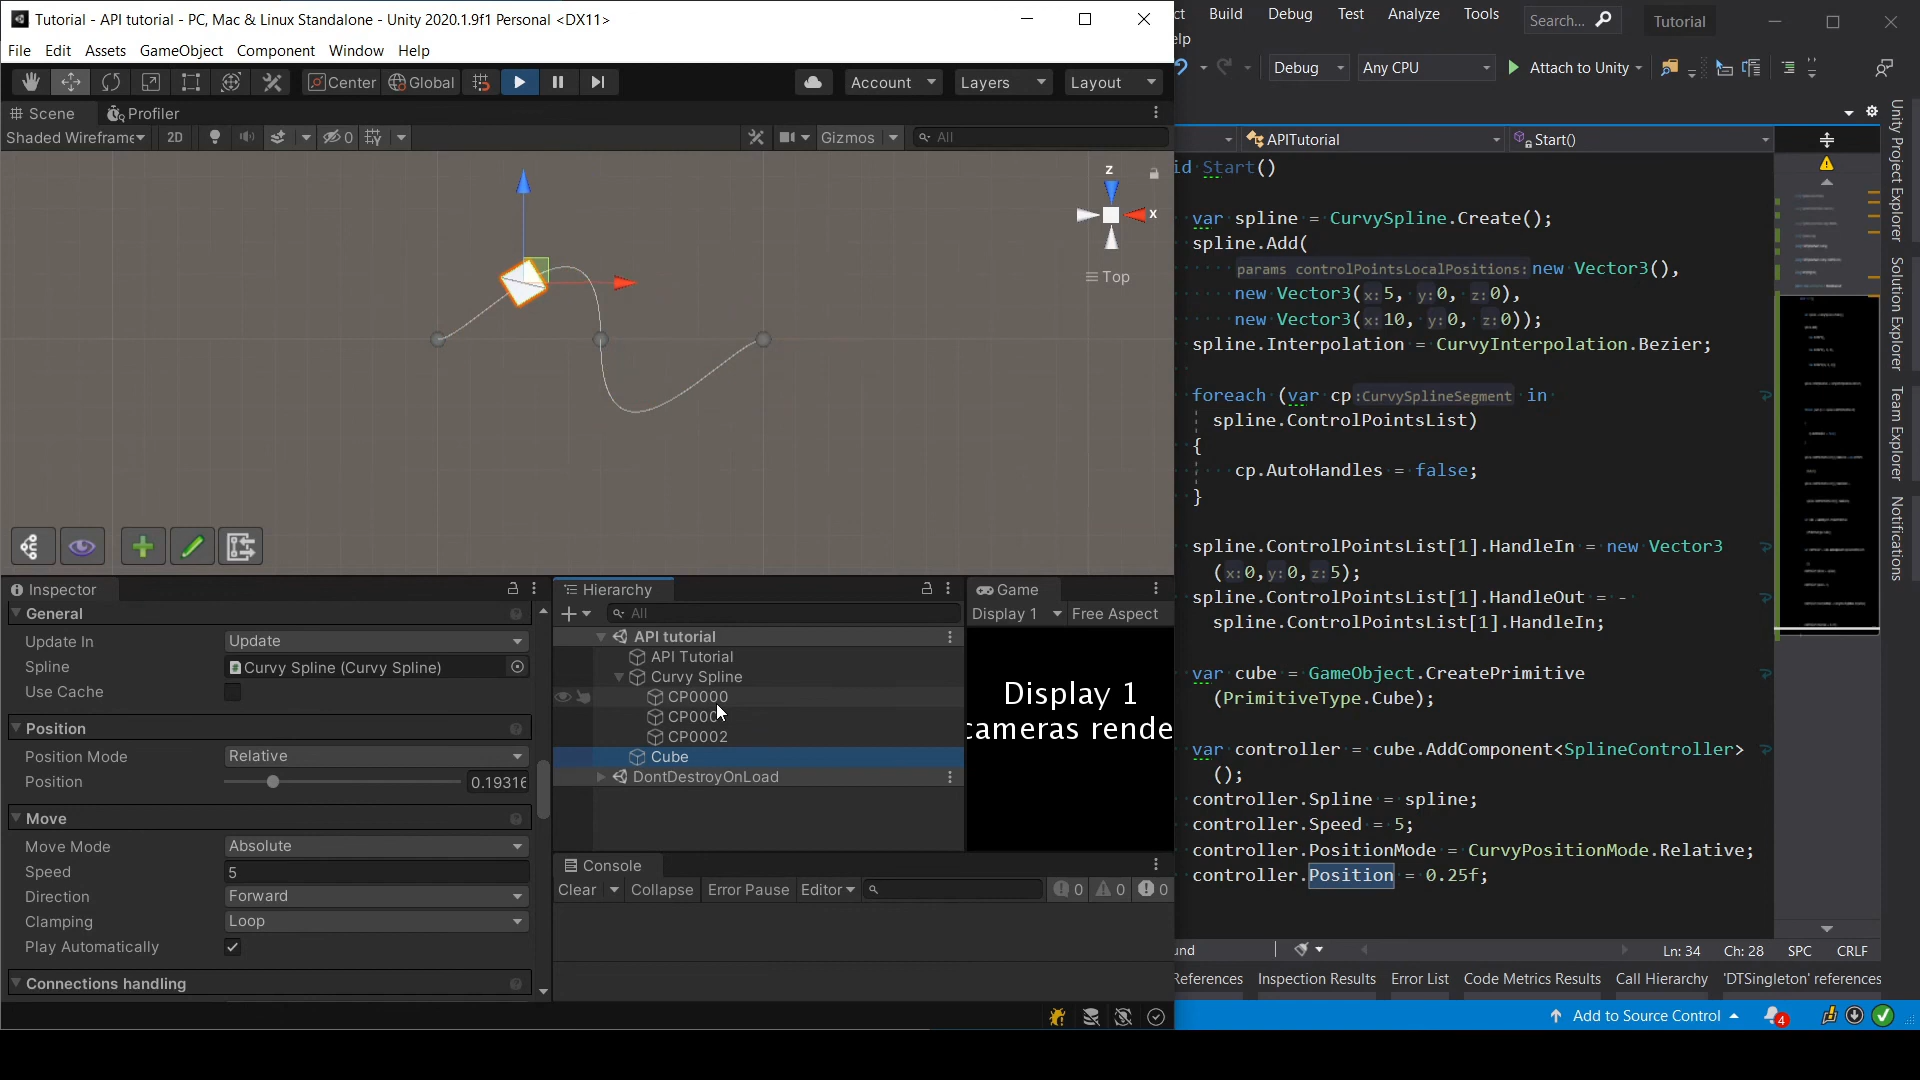 Tutorial - API tutorial - PC, Mac & Linux Standalone - Unity 2020.1.9f1 Personal <DX11>
File Edit Assets GameObject Component Window Help
Center Global Account Layers Layout
Scene Profiler
Shaded Wireframe 2D 0 Gizmos All
z
x
Top
Inspector
General
Update In Update
Spline Curvy Spline (Curvy Spline)
Use Cache
Position
Position Mode Relative
Position 0.19316
Move
Move Mode Absolute
Speed 5
Direction Forward
Clamping Loop
Play Automatically
Connections handling
Hierarchy
All
API tutorial
API Tutorial
Curvy Spline
CP0000
CP000
CP0002
Cube
DontDestroyOnLoad
Game
Display 1 Free Aspect
Display 1
cameras rende
Console
Clear Collapse Error Pause Editor 0 0 0
ct Build Debug Test Analyze Tools Search... Tutorial
elp
Debug Any CPU Attach to Unity
APITutorial Start()
id Start()
var spline = CurvySpline.Create();
spline.Add(
params controlPointsLocalPositions: new Vector3(),
new Vector3(x:5, y:0, z:0),
new Vector3(x:10, y:0, z:0));
spline.Interpolation = CurvyInterpolation.Bezier;
foreach (var cp:CurvySplineSegment in
spline.ControlPointsList)
{
cp.AutoHandles = false;
}
spline.ControlPointsList[1].HandleIn = new Vector3
(x:0,y:0,z:5);
spline.ControlPointsList[1].HandleOut = -
spline.ControlPointsList[1].HandleIn;
var cube = GameObject.CreatePrimitive
(PrimitiveType.Cube);
var controller = cube.AddComponent<SplineController>
();
controller.Spline = spline;
controller.Speed = 5;
controller.PositionMode = CurvyPositionMode.Relative;
controller.Position = 0.25f;
und Ln: 34 Ch: 28 SPC CRLF
References Inspection Results Error List Code Metrics Results Call Hierarchy 'DTSingleton' references
Add to Source Control 4
Unity Project Explorer
Solution Explorer
Team Explorer
Notifications